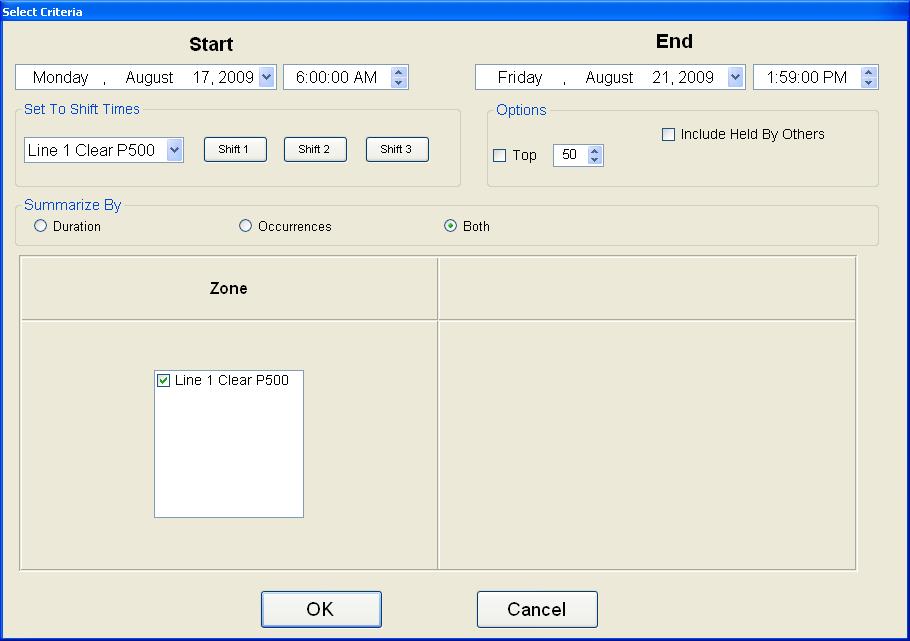 Select Criteria
Start
End
Monday , August 17, 2009
6:00:00 AM
Friday , August 21, 2009
1:59:00 PM
Set To Shift Times
Line 1 Clear P500
Shift 1
Shift 2
Shift 3
Options
Top
50
Include Held By Others
Summarize By
Duration
Occurrences
Both
Zone
Line 1 Clear P500
OK
Cancel